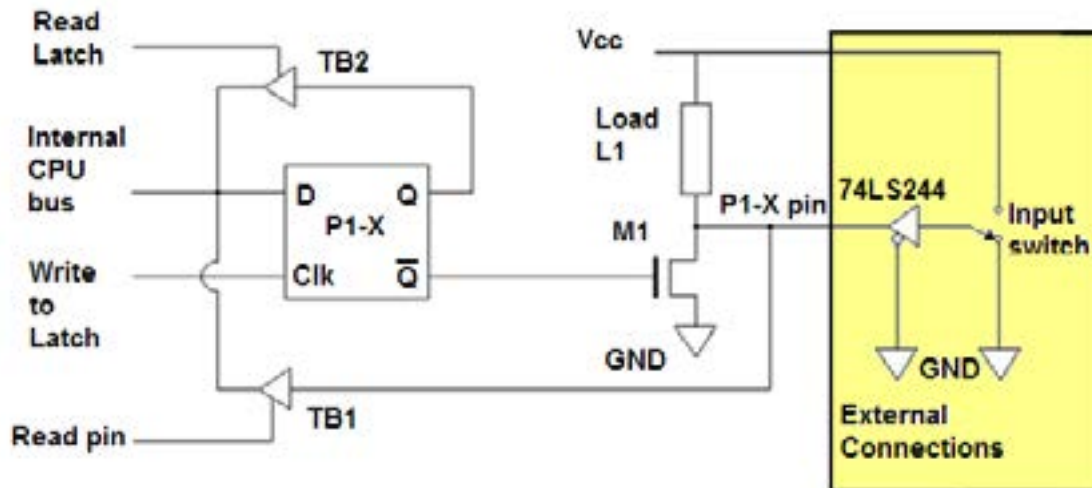 Read
Latch
TB2
Vcc
Internal
CPU
bus
Load
L1
D
Q
P1-X
P1-X pin
74LS244
Input
switch
M1
Write
to
Latch
Clk
Q̅
GND
GND
TB1
Read pin
External
Connections